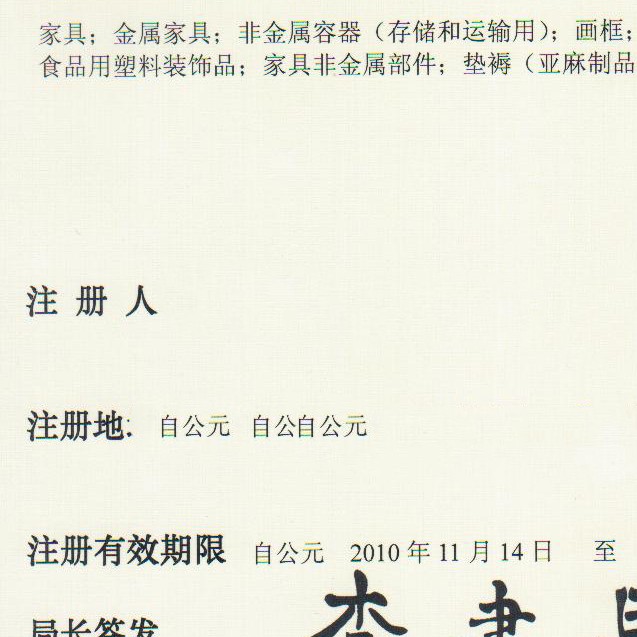 家具；金属家具；非金属容器（存储和运输用）；画框；
食品用塑料装饰品；家具非金属部件；垫褥（亚麻制品
注 册 人
注册地: 自公元 自公自公元
注册有效期限 自公元 2010 年 11 月 14 日 至
局长签发